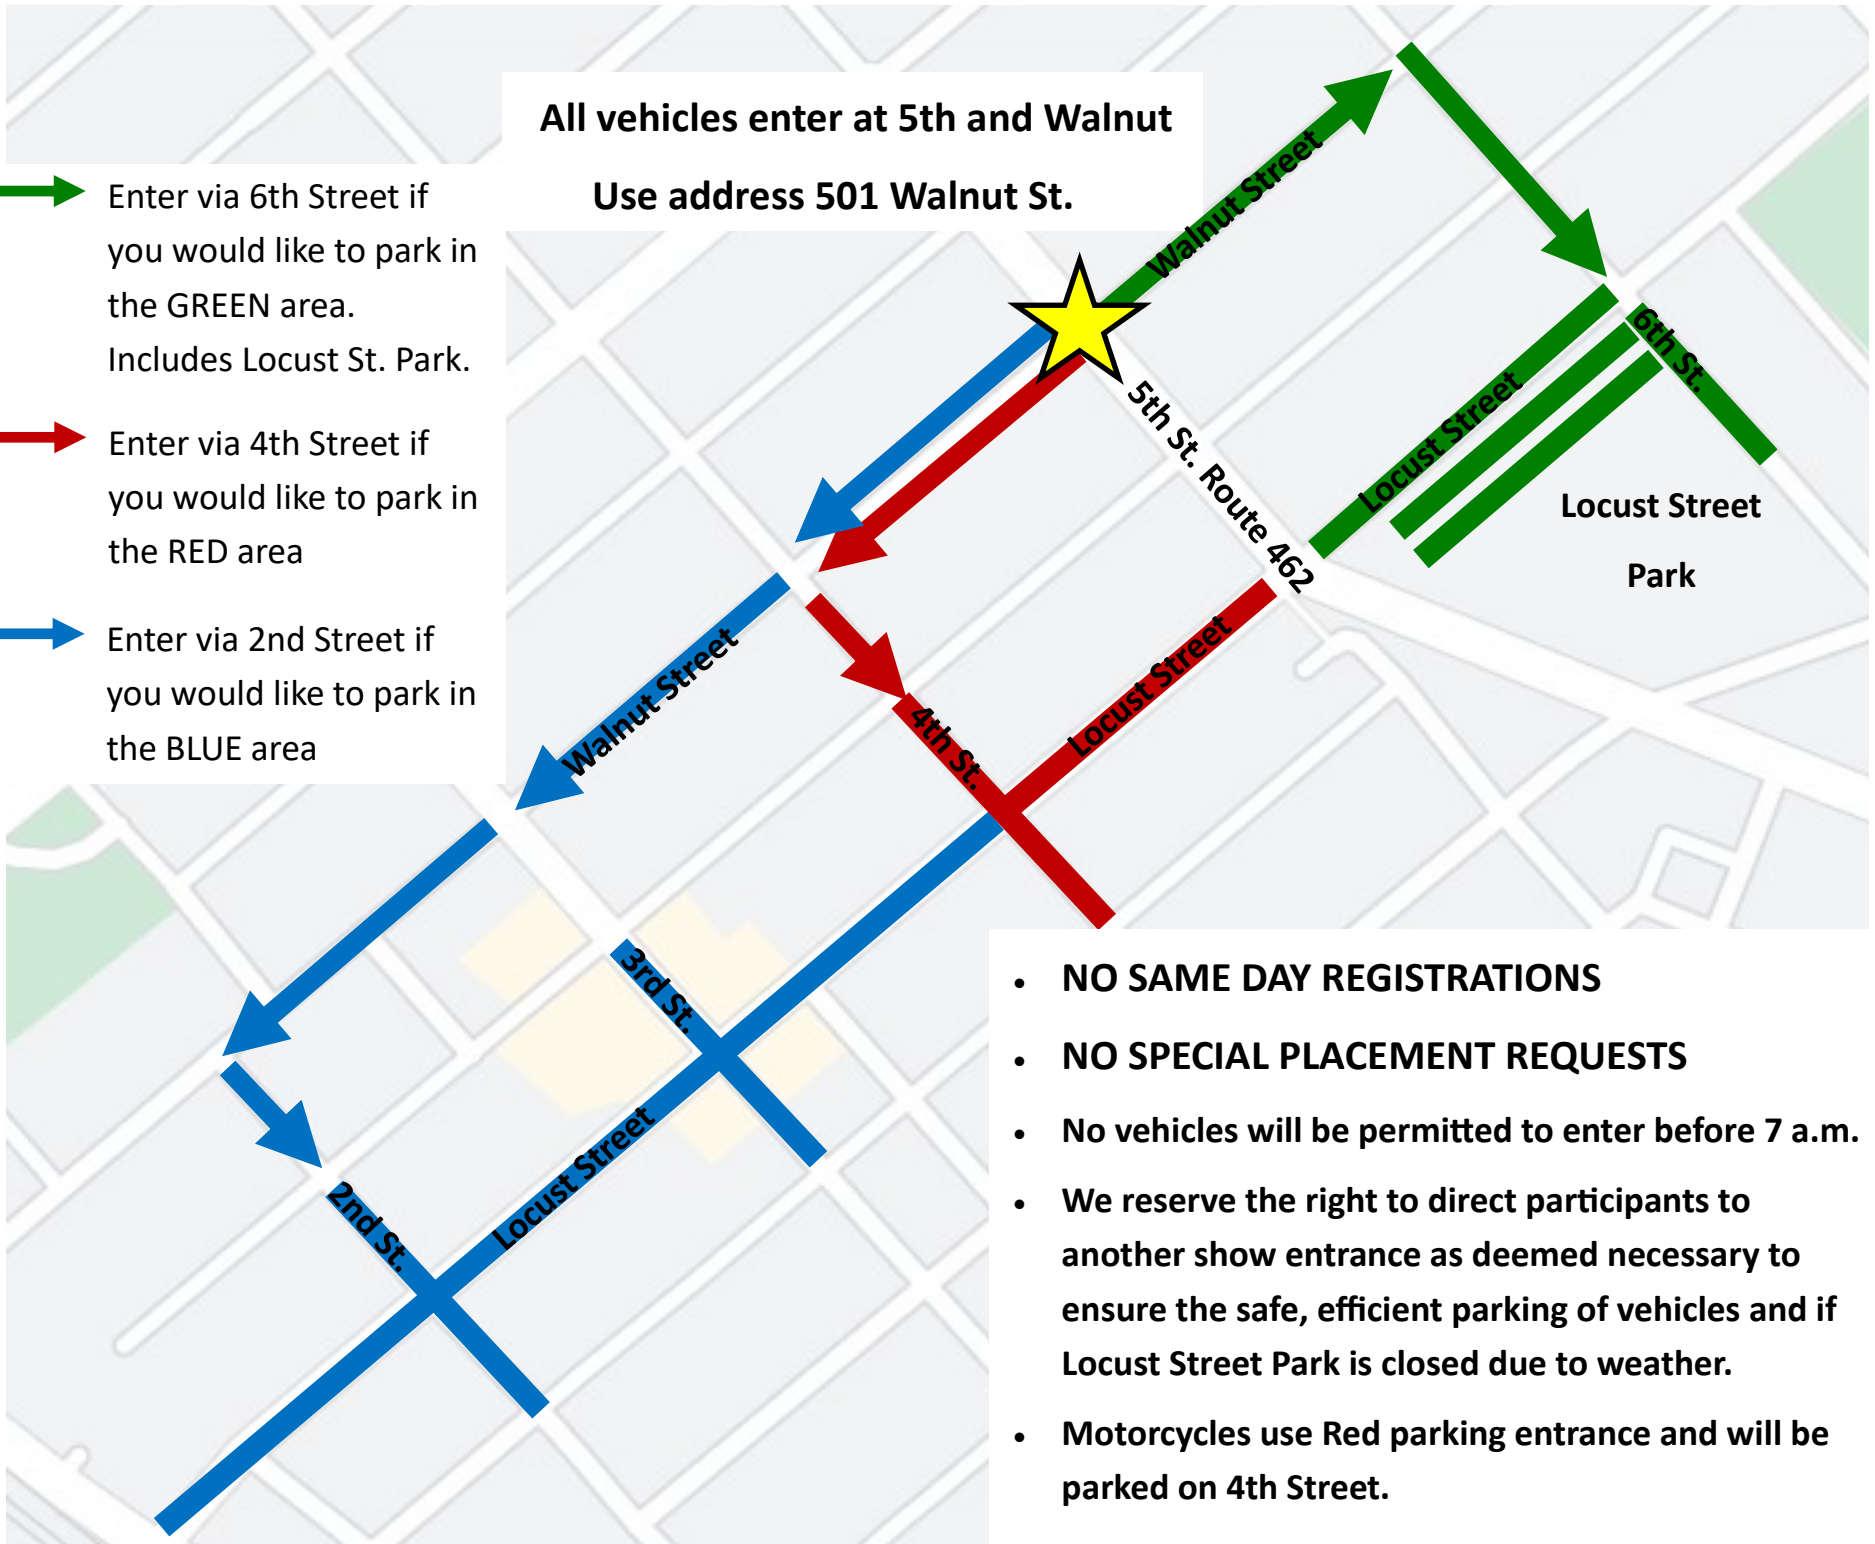 All vehicles enter at 5th and Walnut
Use address 501 Walnut St.
Enter via 6th Street if
you would like to park in
the GREEN area.
Includes Locust St. Park.
Enter via 4th Street if
you would like to park in
the RED area
Enter via 2nd Street if
you would like to park in
the BLUE area
Walnut Street
6th St.
5th St. Route 462
Locust Street
Locust Street
Park
Walnut Street
4th St.
Locust Street
3rd St.
Locust Street
2nd St.
• NO SAME DAY REGISTRATIONS
• NO SPECIAL PLACEMENT REQUESTS
• No vehicles will be permitted to enter before 7 a.m.
• We reserve the right to direct participants to
another show entrance as deemed necessary to
ensure the safe, efficient parking of vehicles and if
Locust Street Park is closed due to weather.
• Motorcycles use Red parking entrance and will be
parked on 4th Street.